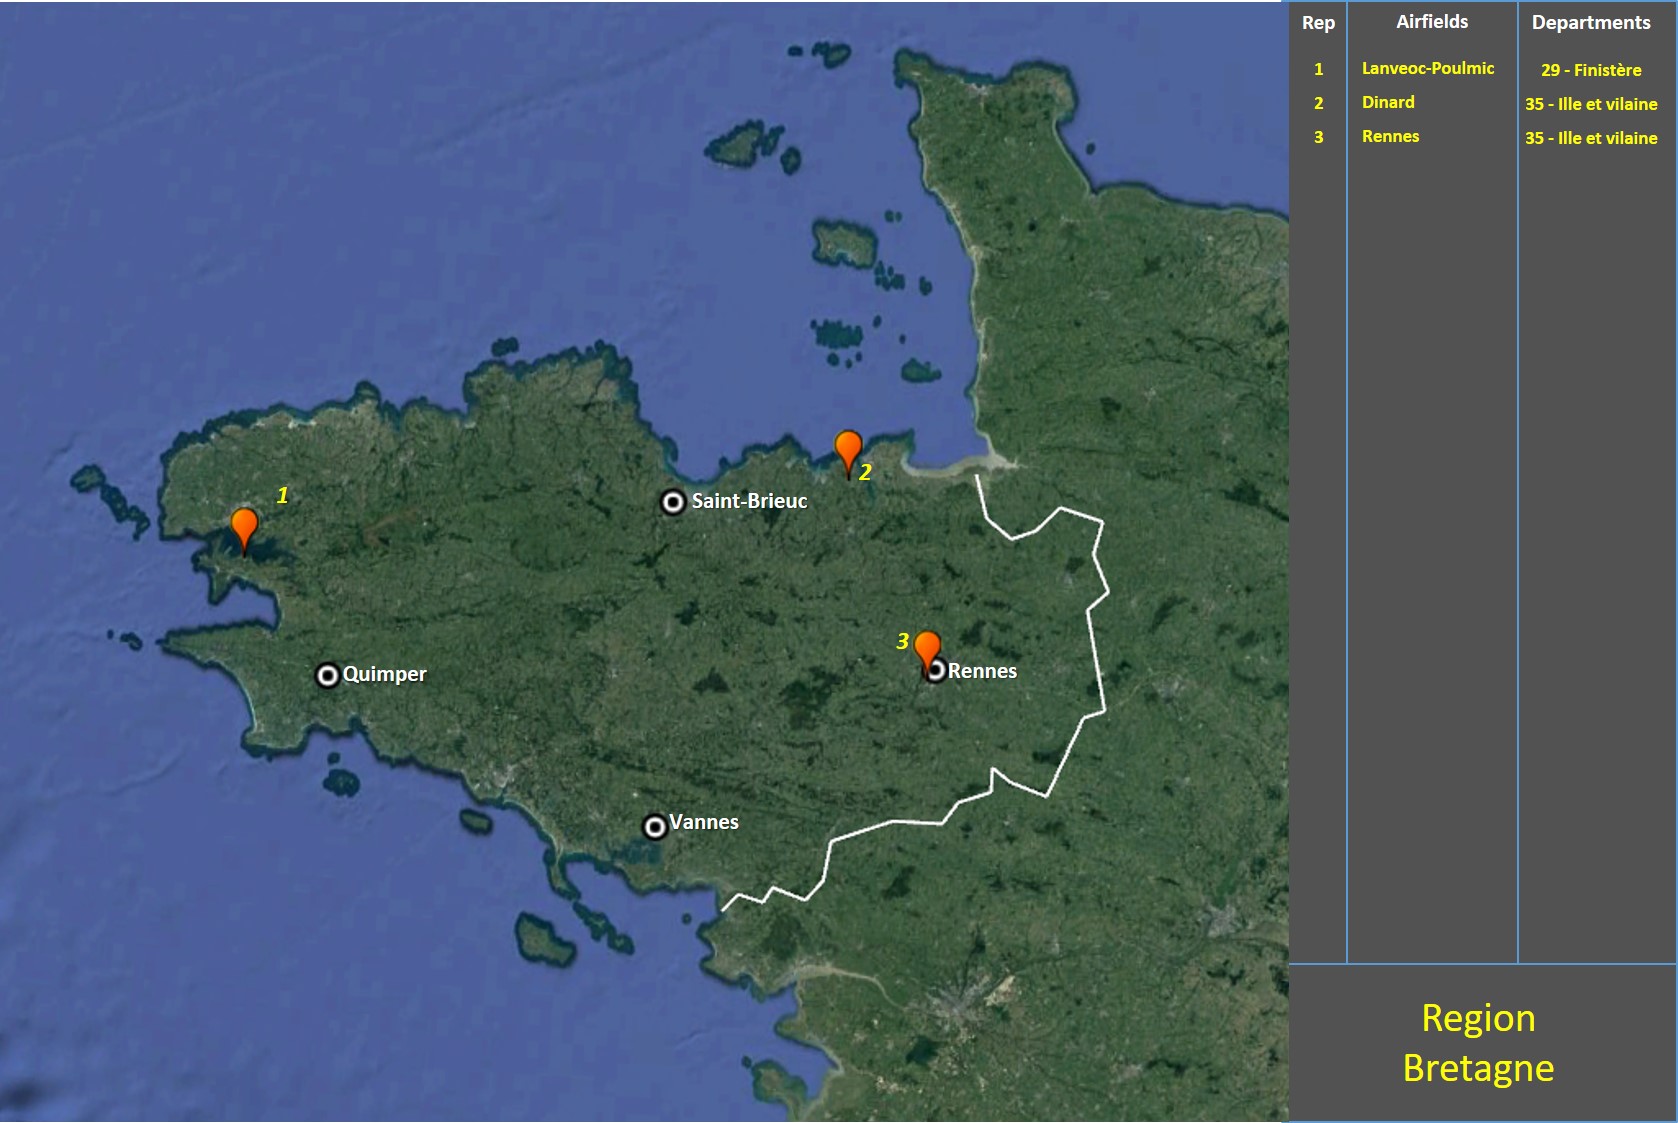 Rep Airfields Departments
1 Lanveoc-Poulmic 29 - Finistère
2 Dinard 35 - Ille et vilaine
3 Rennes 35 - Ille et vilaine
2
1
Saint-Brieuc
3
Rennes
Quimper
Vannes
Region
Bretagne